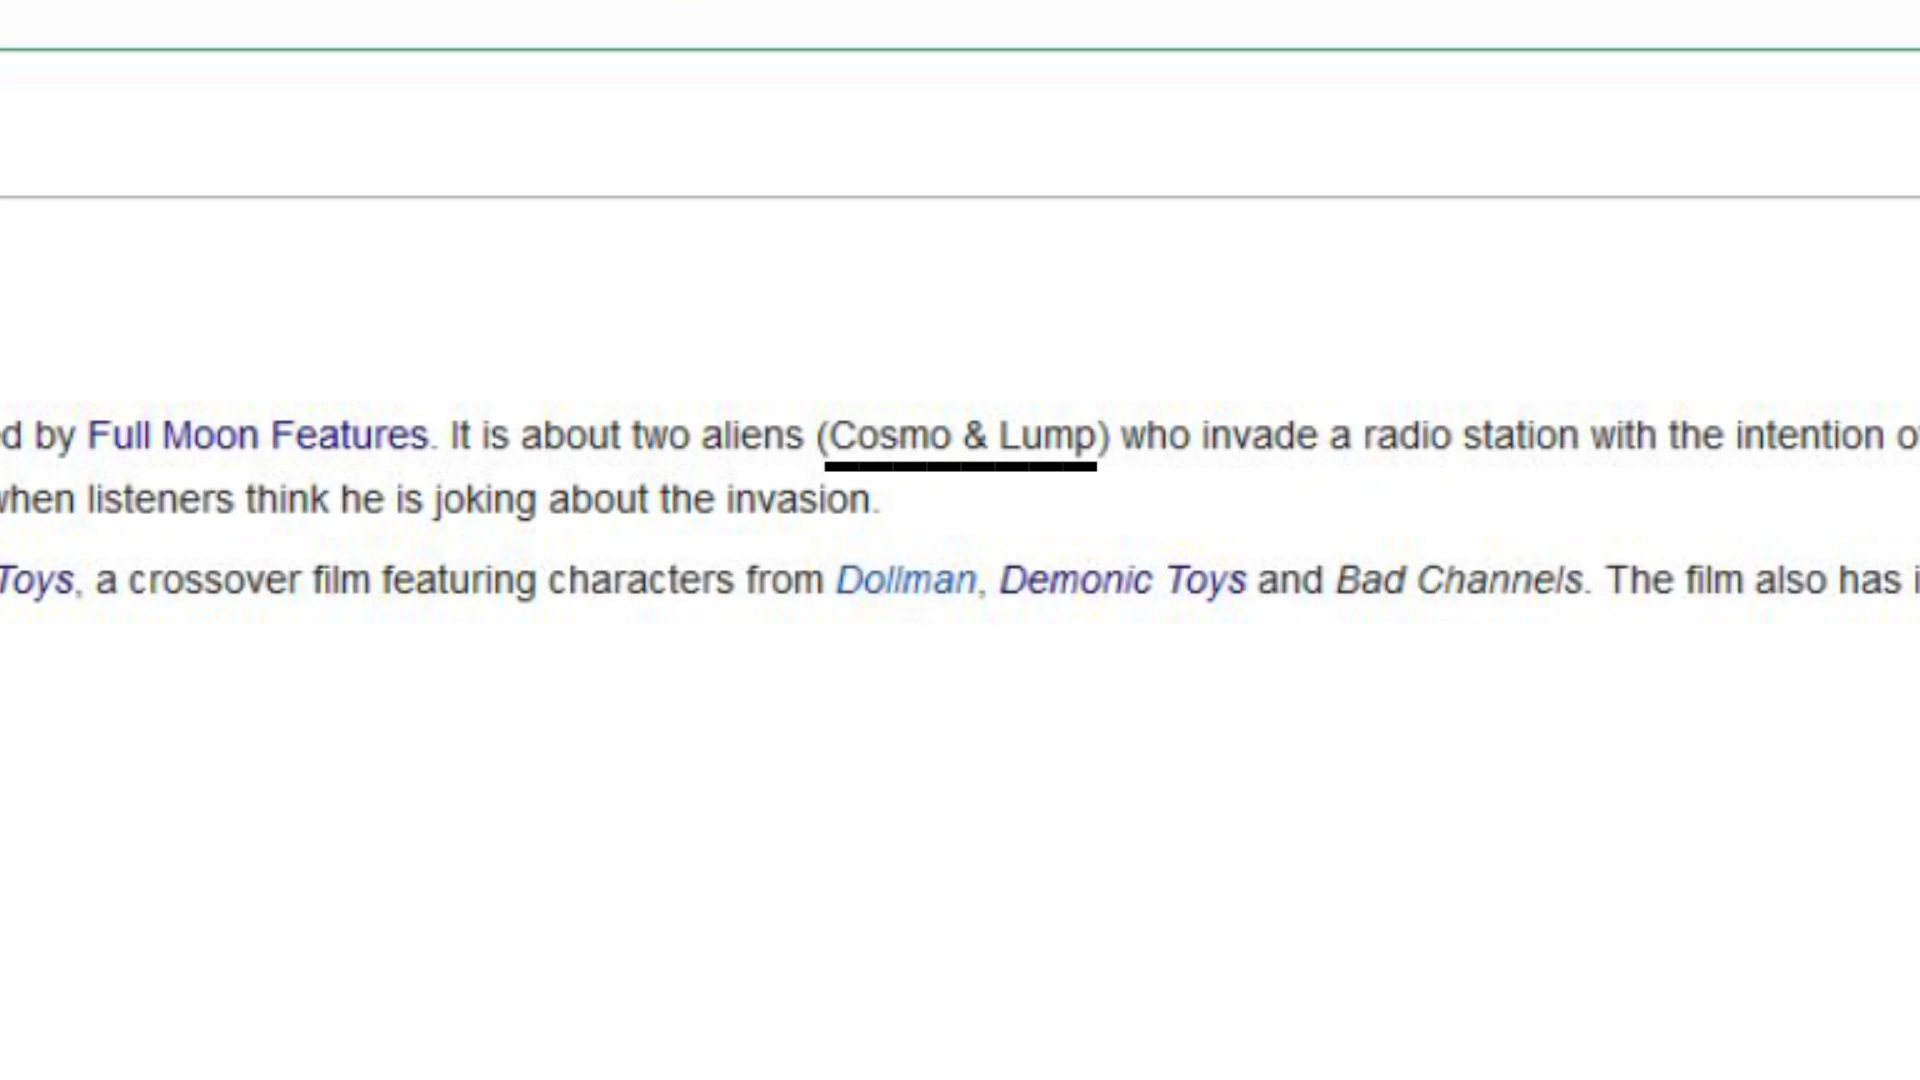 d by Full Moon Features. It is about two aliens (Cosmo & Lump) who invade a radio station with the intention o
when listeners think he is joking about the invasion.
Toys, a crossover film featuring characters from Dollman, Demonic Toys and Bad Channels. The film also has i